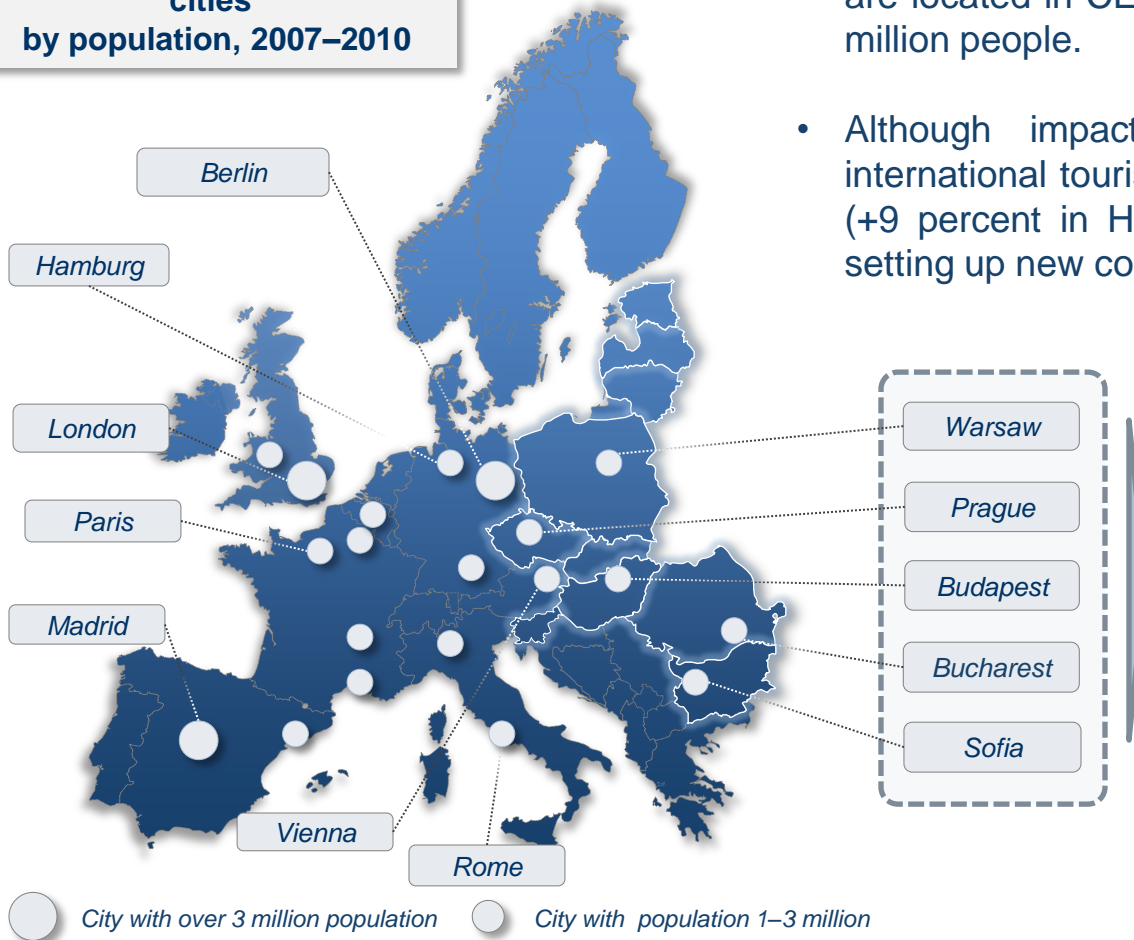 cities
by population, 2007–2010
million people.
• Although impact
international touris
(+9 percent in H
setting up new co
Berlin
Hamburg
London
Paris
Madrid
Vienna
Rome
Warsaw
Prague
Budapest
Bucharest
Sofia
City with over 3 million population
City with population 1–3 million